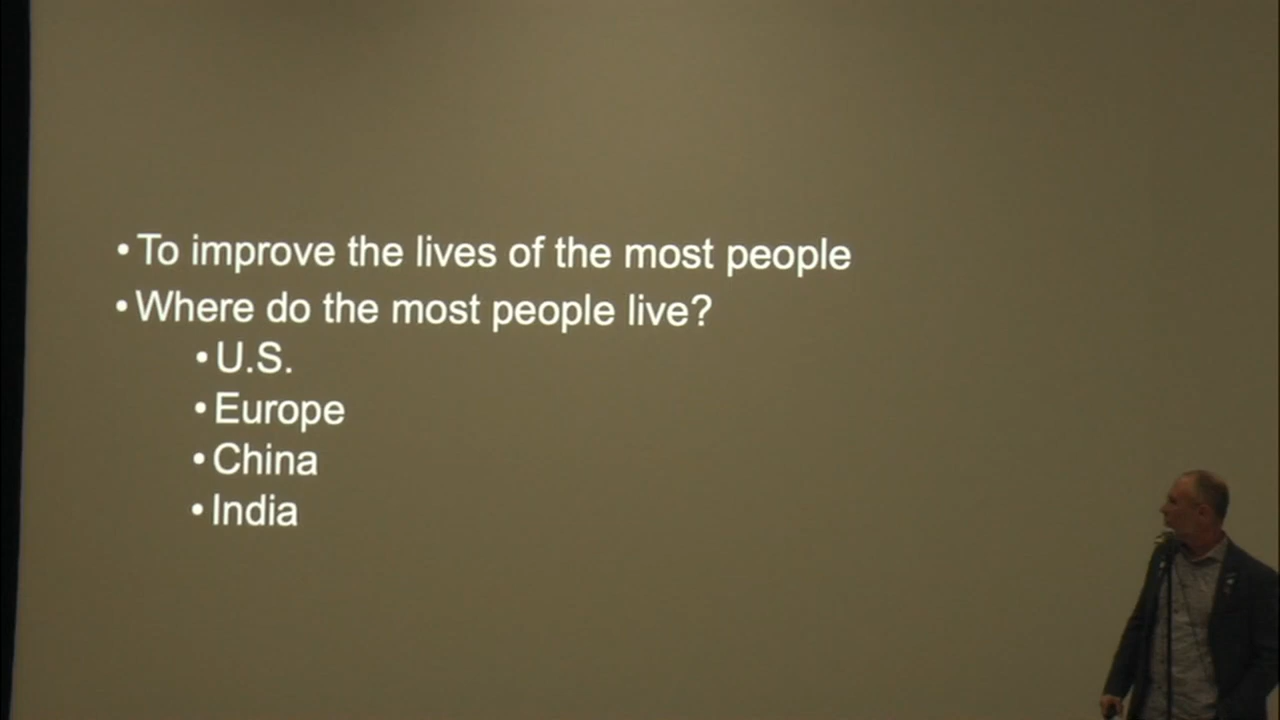 • To improve the lives of the most people
• Where do the most people live?
• U.S.
• Europe
• China
• India